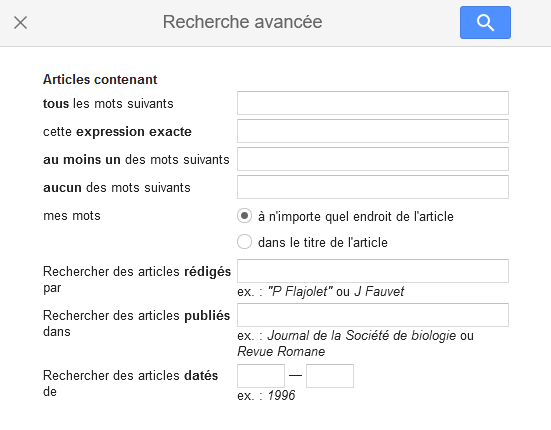 Recherche avancée
Articles contenant
tous les mots suivants
cette expression exacte
au moins un des mots suivants
aucun des mots suivants
mes mots
à n'importe quel endroit de l'article
dans le titre de l'article
Rechercher des articles rédigés
par
ex. : "P Flajolet" ou J Fauvet
Rechercher des articles publiés
dans
ex. : Journal de la Société de biologie ou
Revue Romane
Rechercher des articles datés
de
—
ex. : 1996